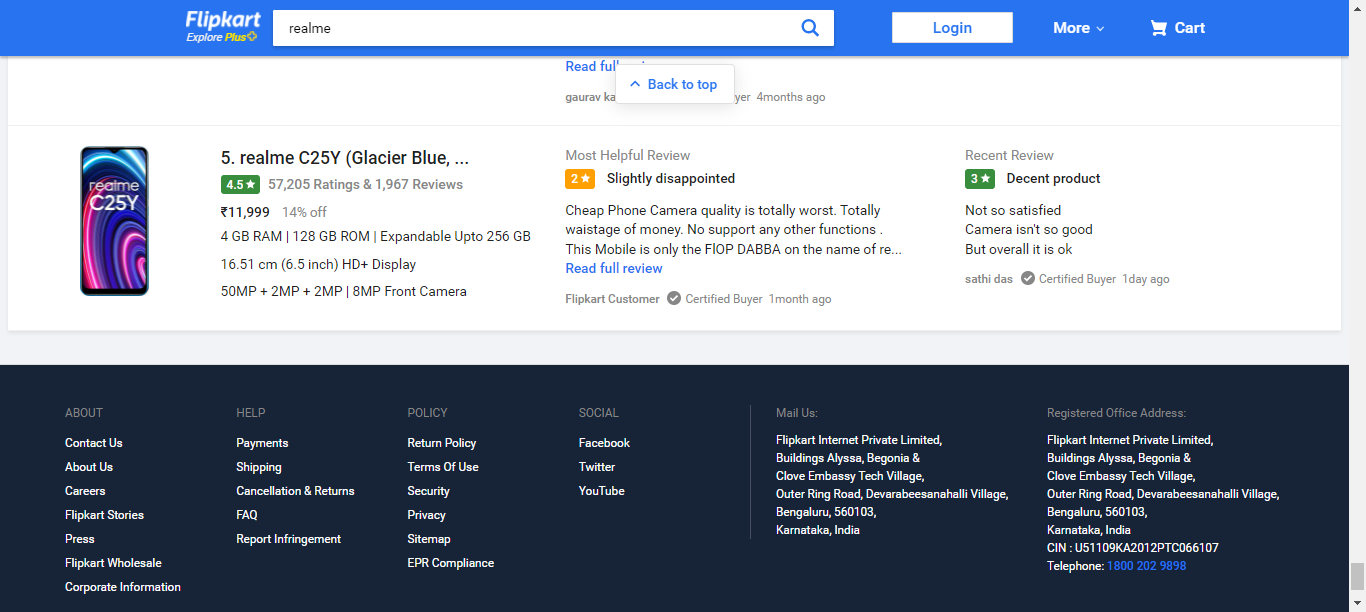 Flipkart
Explore Plus
realme
Login
More
Cart
Read full
Back to top
gaurav
yer 4months ago
realme
C25Y
5. realme C25Y (Glacier Blue, ...
4.5★ 57,205 Ratings & 1,967 Reviews
₹11,999 14% off
4 GB RAM | 128 GB ROM | Expandable Upto 256 GB
16.51 cm (6.5 inch) HD+ Display
50MP + 2MP + 2MP | 8MP Front Camera
Most Helpful Review
2★ Slightly disappointed
Cheap Phone Camera quality is totally worst. Totally
waistage of money. No support any other functions .
This Mobile is only the FlOP DABBA on the name of re...
Read full review
Flipkart Customer Certified Buyer 1month ago
Recent Review
3★ Decent product
Not so satisfied
Camera isn't so good
But overall it is ok
sathi das Certified Buyer 1day ago
ABOUT
Contact Us
About Us
Careers
Flipkart Stories
Press
Flipkart Wholesale
Corporate Information
HELP
Payments
Shipping
Cancellation & Returns
FAQ
Report Infringement
POLICY
Return Policy
Terms Of Use
Security
Privacy
Sitemap
EPR Compliance
SOCIAL
Facebook
Twitter
YouTube
Mail Us:
Flipkart Internet Private Limited,
Buildings Alyssa, Begonia &
Clove Embassy Tech Village,
Outer Ring Road, Devarabeesanahalli Village,
Bengaluru, 560103,
Karnataka, India
Registered Office Address:
Flipkart Internet Private Limited,
Buildings Alyssa, Begonia &
Clove Embassy Tech Village,
Outer Ring Road, Devarabeesanahalli Village,
Bengaluru, 560103,
Karnataka, India
CIN : U51109KA2012PTC066107
Telephone: 1800 202 9898